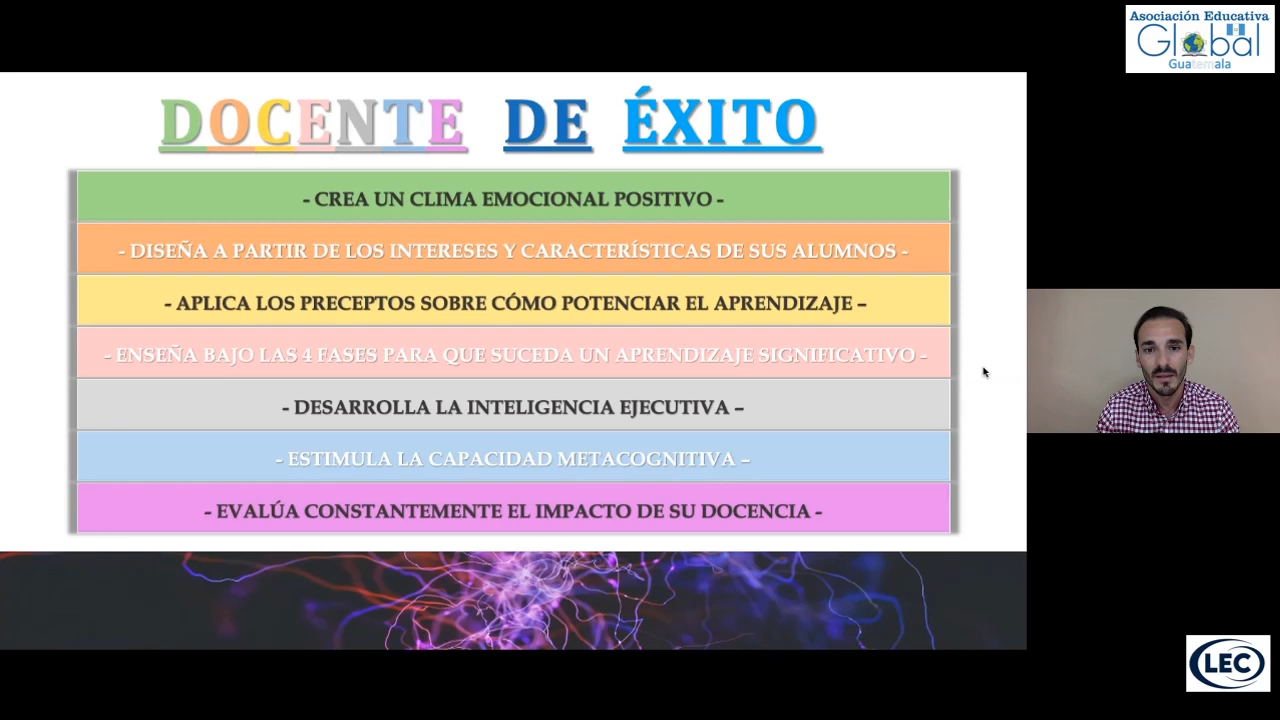 Asociación Educativa
Global
Guatemala
DOCENTE DE ÉXITO
- CREA UN CLIMA EMOCIONAL POSITIVO -
- DISEÑA A PARTIR DE LOS INTERESES Y CARACTERÍSTICAS DE SUS ALUMNOS -
- APLICA LOS PRECEPTOS SOBRE CÓMO POTENCIAR EL APRENDIZAJE –
- ENSEÑA BAJO LAS 4 FASES PARA QUE SUCEDA UN APRENDIZAJE SIGNIFICATIVO -
- DESARROLLA LA INTELIGENCIA EJECUTIVA –
- ESTIMULA LA CAPACIDAD METACOGNITIVA –
- EVALÚA CONSTANTEMENTE EL IMPACTO DE SU DOCENCIA -
LEC